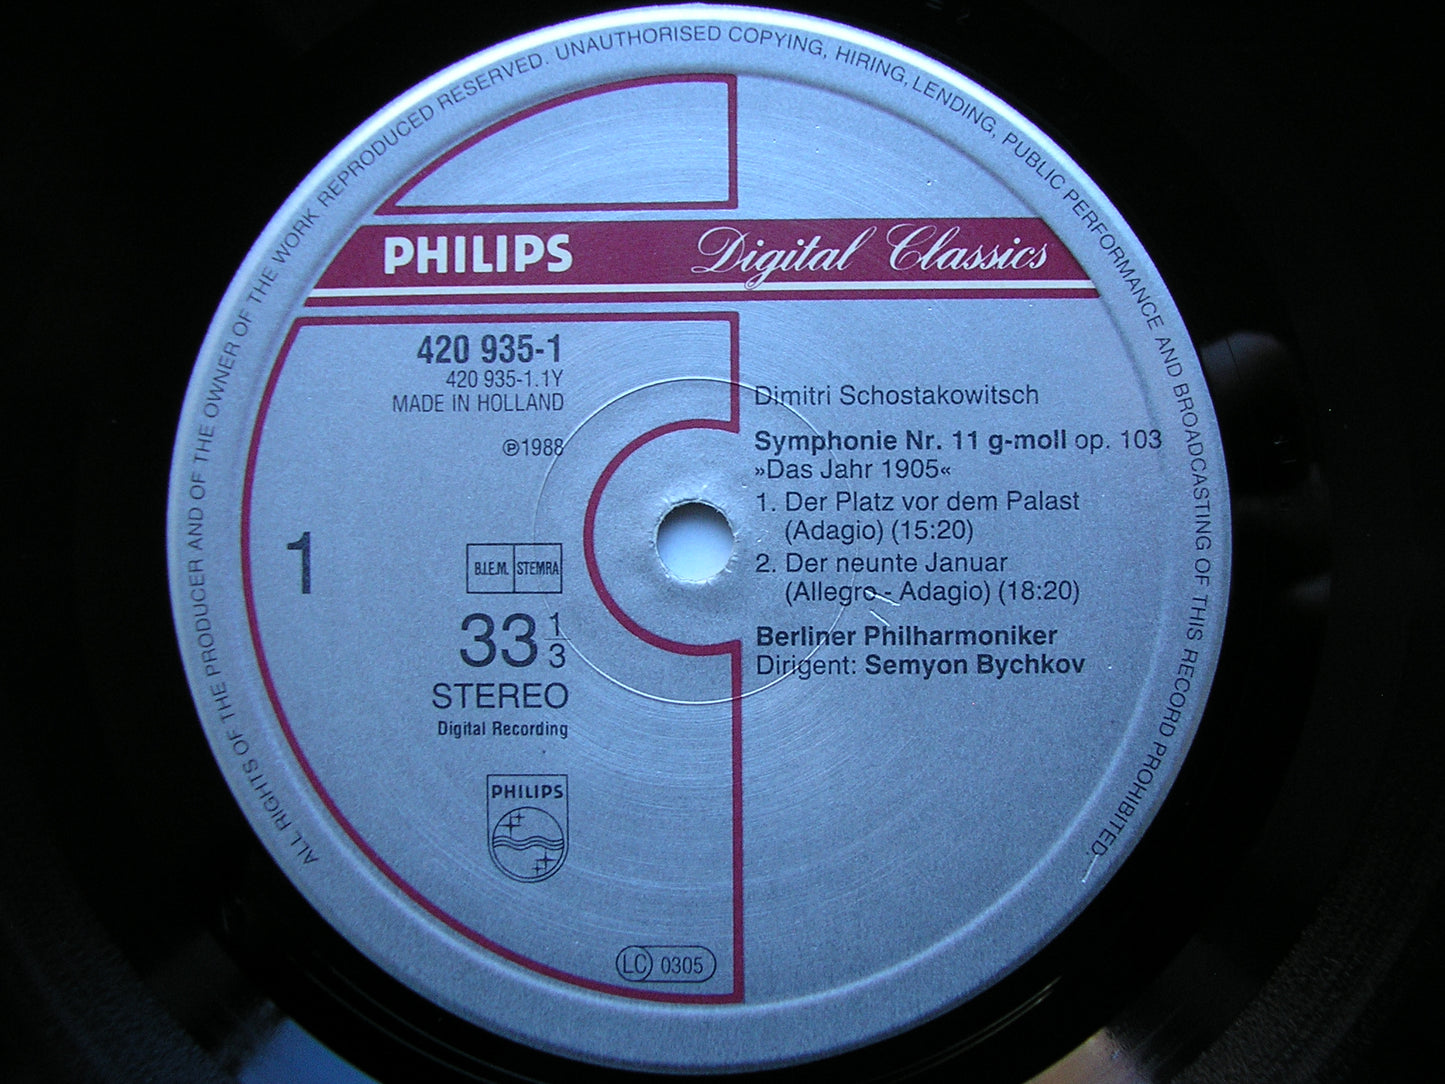 ALL RIGHTS OF THE PRODUCER AND OF THE OWNER OF THE WORK REPRODUCED RESERVED. UNAUTHORISED COPYING, HIRING, LENDING, PUBLIC PERFORMANCE AND BROADCASTING OF THIS RECORD PROHIBITED.
PHILIPS Digital Classics
420 935-1
420 935-1.1Y
MADE IN HOLLAND
℗1988
1
B.I.E.M. STEMRA
33 1/3
STEREO
Digital Recording
PHILIPS
LC 0305
Dimitri Schostakowitsch
Symphonie Nr. 11 g-moll op. 103
»Das Jahr 1905«
1. Der Platz vor dem Palast
(Adagio) (15:20)
2. Der neunte Januar
(Allegro - Adagio) (18:20)
Berliner Philharmoniker
Dirigent: Semyon Bychkov